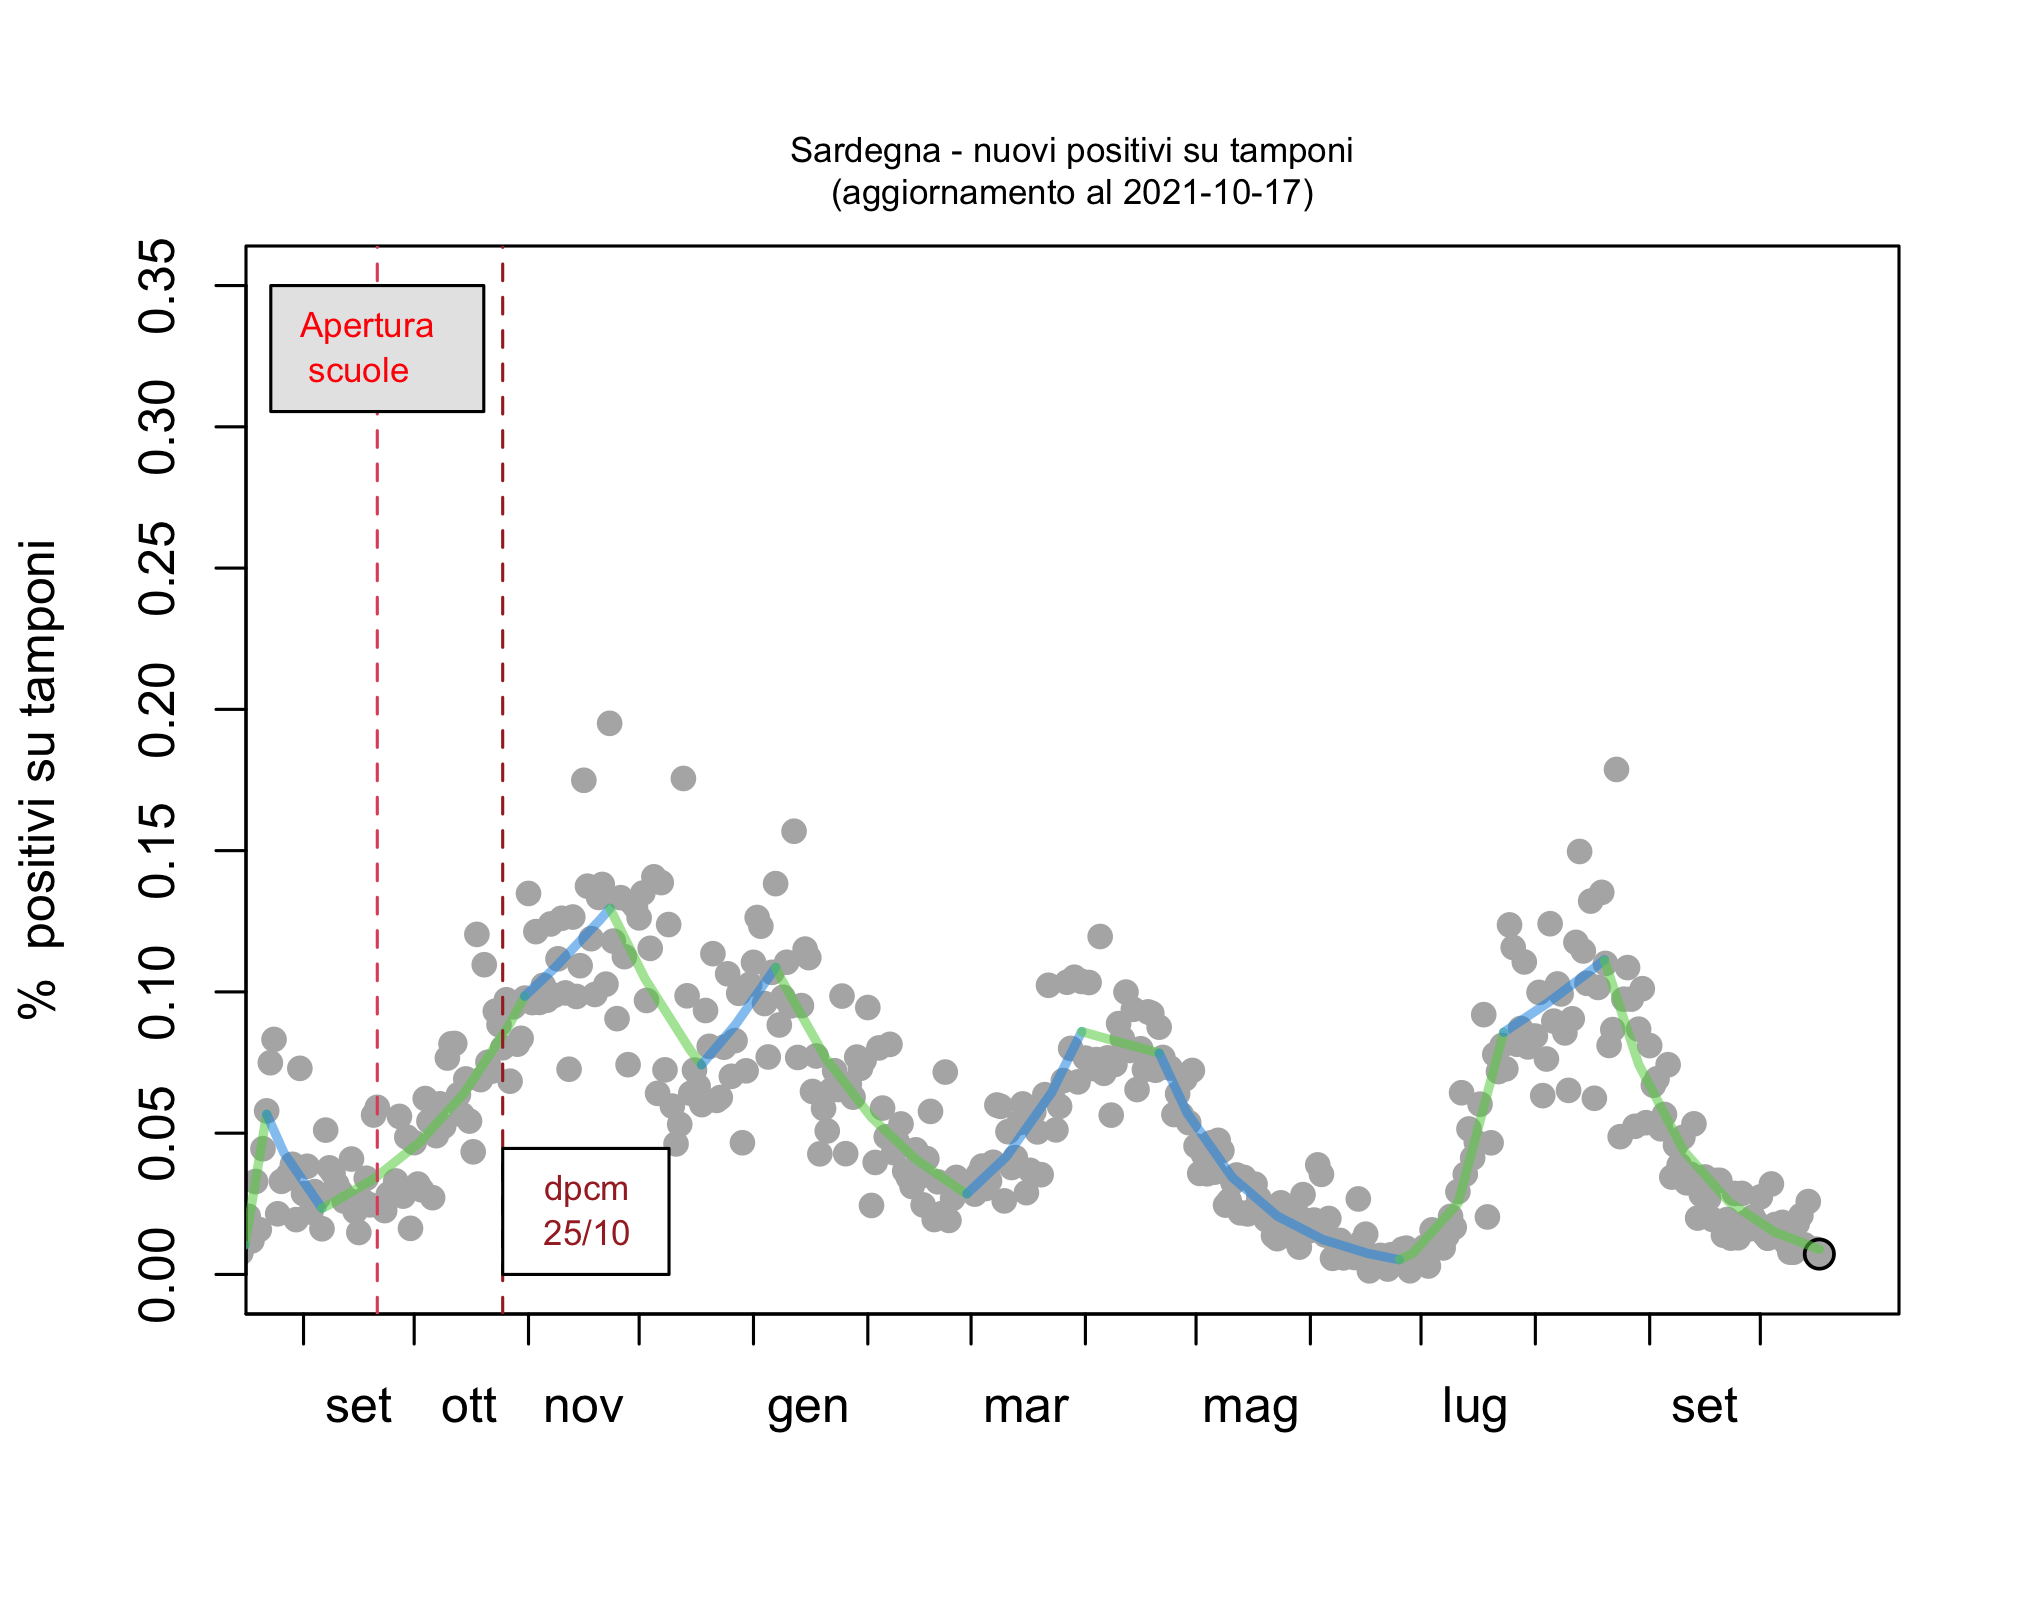 Sardegna - nuovi positivi su tamponi
(aggiornamento al 2021-10-17)
% positivi su tamponi
0.35
0.30
0.25
0.20
0.15
0.10
0.05
0.00
Apertura
scuole
dpcm
25/10
set ott nov gen mar mag lug set